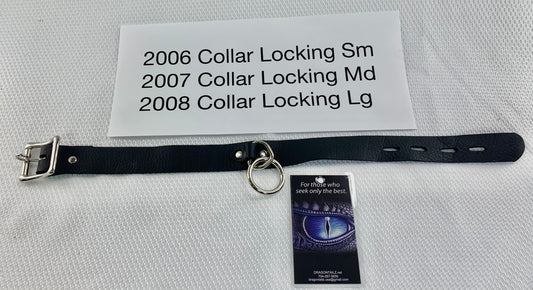 2006 Collar Locking Sm
2007 Collar Locking Md
2008 Collar Locking Lg
For those who
seek only the best.
DRAGONTAILZ.net